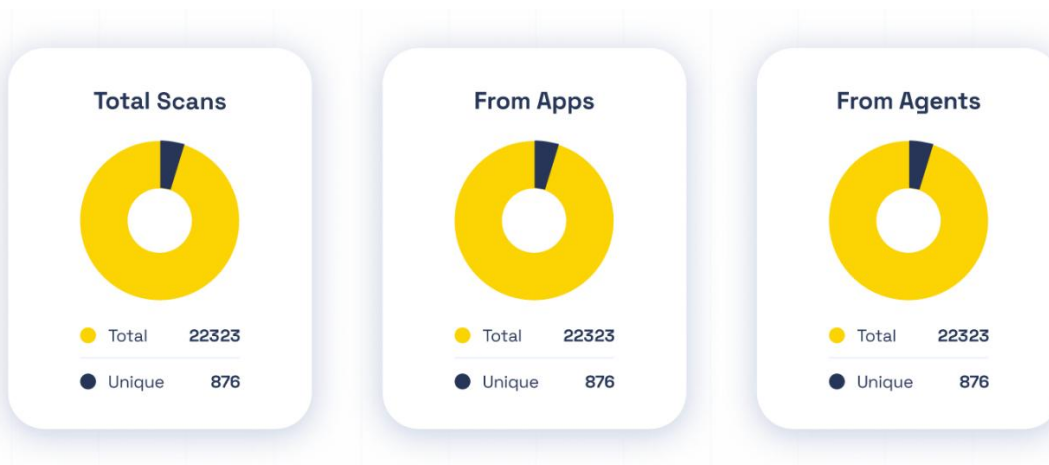 Total Scans
Total 22323
Unique 876
From Apps
Total 22323
Unique 876
From Agents
Total 22323
Unique 876